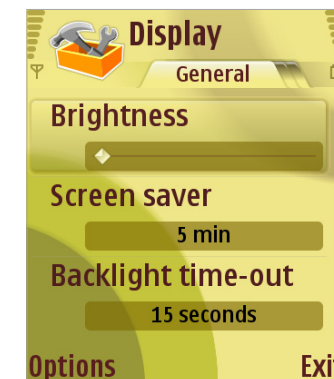 Display
General
Brightness
Screen saver
5 min
Backlight time-out
15 seconds
Options Exi